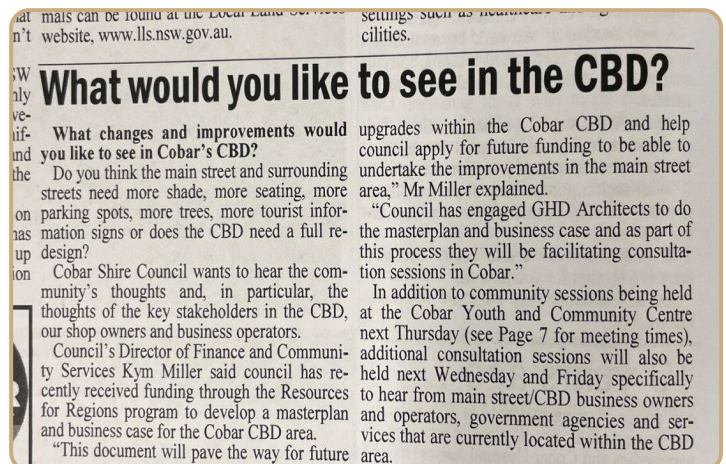 mals can be found at the Local Land Services
website, www.lls.nsw.gov.au.
settings such as
cilities.
n't
SW
nly
ve-
nif-
and
the
on
has
up
ion
What would you like to see in the CBD?
What changes and improvements would
you like to see in Cobar's CBD?
Do you think the main street and surrounding
streets need more shade, more seating, more
parking spots, more trees, more tourist infor-
mation signs or does the CBD need a full re-
design?
Cobar Shire Council wants to hear the com-
munity's thoughts and, in particular, the
thoughts of the key stakeholders in the CBD,
our shop owners and business operators.
Council's Director of Finance and Communi-
ty Services Kym Miller said council has re-
cently received funding through the Resources
for Regions program to develop a masterplan
and business case for the Cobar CBD area.
"This document will pave the way for future
upgrades within the Cobar CBD and help
council apply for future funding to be able to
undertake the improvements in the main street
area," Mr Miller explained.
"Council has engaged GHD Architects to do
the masterplan and business case and as part of
this process they will be facilitating consulta-
tion sessions in Cobar."
In addition to community sessions being held
at the Cobar Youth and Community Centre
next Thursday (see Page 7 for meeting times),
additional consultation sessions will also be
held next Wednesday and Friday specifically
to hear from main street/CBD business owners
and operators, government agencies and ser-
vices that are currently located within the CBD
area.